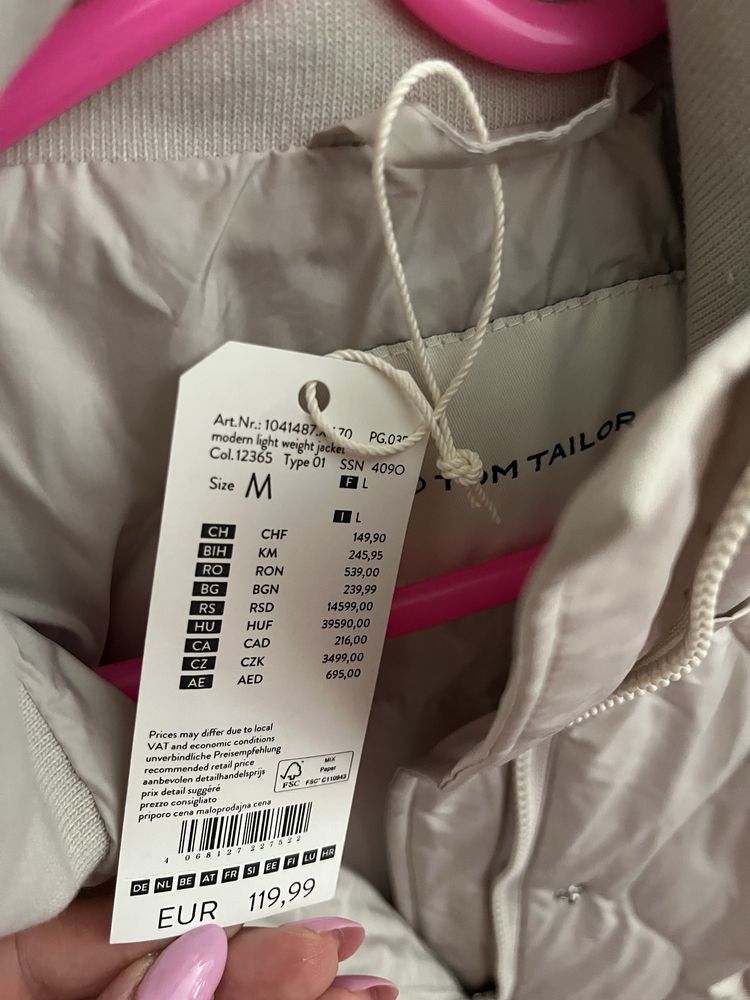 Art.Nr.: 1041487. 70 PG.03
modern light weight jacket
Col.12365 Type 01 SSN 4090
Size M F L
I L
CH CHF 149,90
BIH KM 245,95
RO RON 539,00
BG BGN 239,99
RS RSD 14599,00
HU HUF 39590,00
CA CAD 216,00
CZ CZK 3499,00
AE AED 695,00
Prices may differ due to local
VAT and economic conditions
unverbindliche Preisempfehlung
recommended retail price
aanbevolen detailhandelsprijs
prix detail suggéré
prezzo consigliato
priporo cena maloprodajna cena
FSC
MIX
Paper
FSC® C110943
4 068127 227522
DE NL BE AT FR SI EE FI LU HR
EUR 119,99
TOM TAILOR